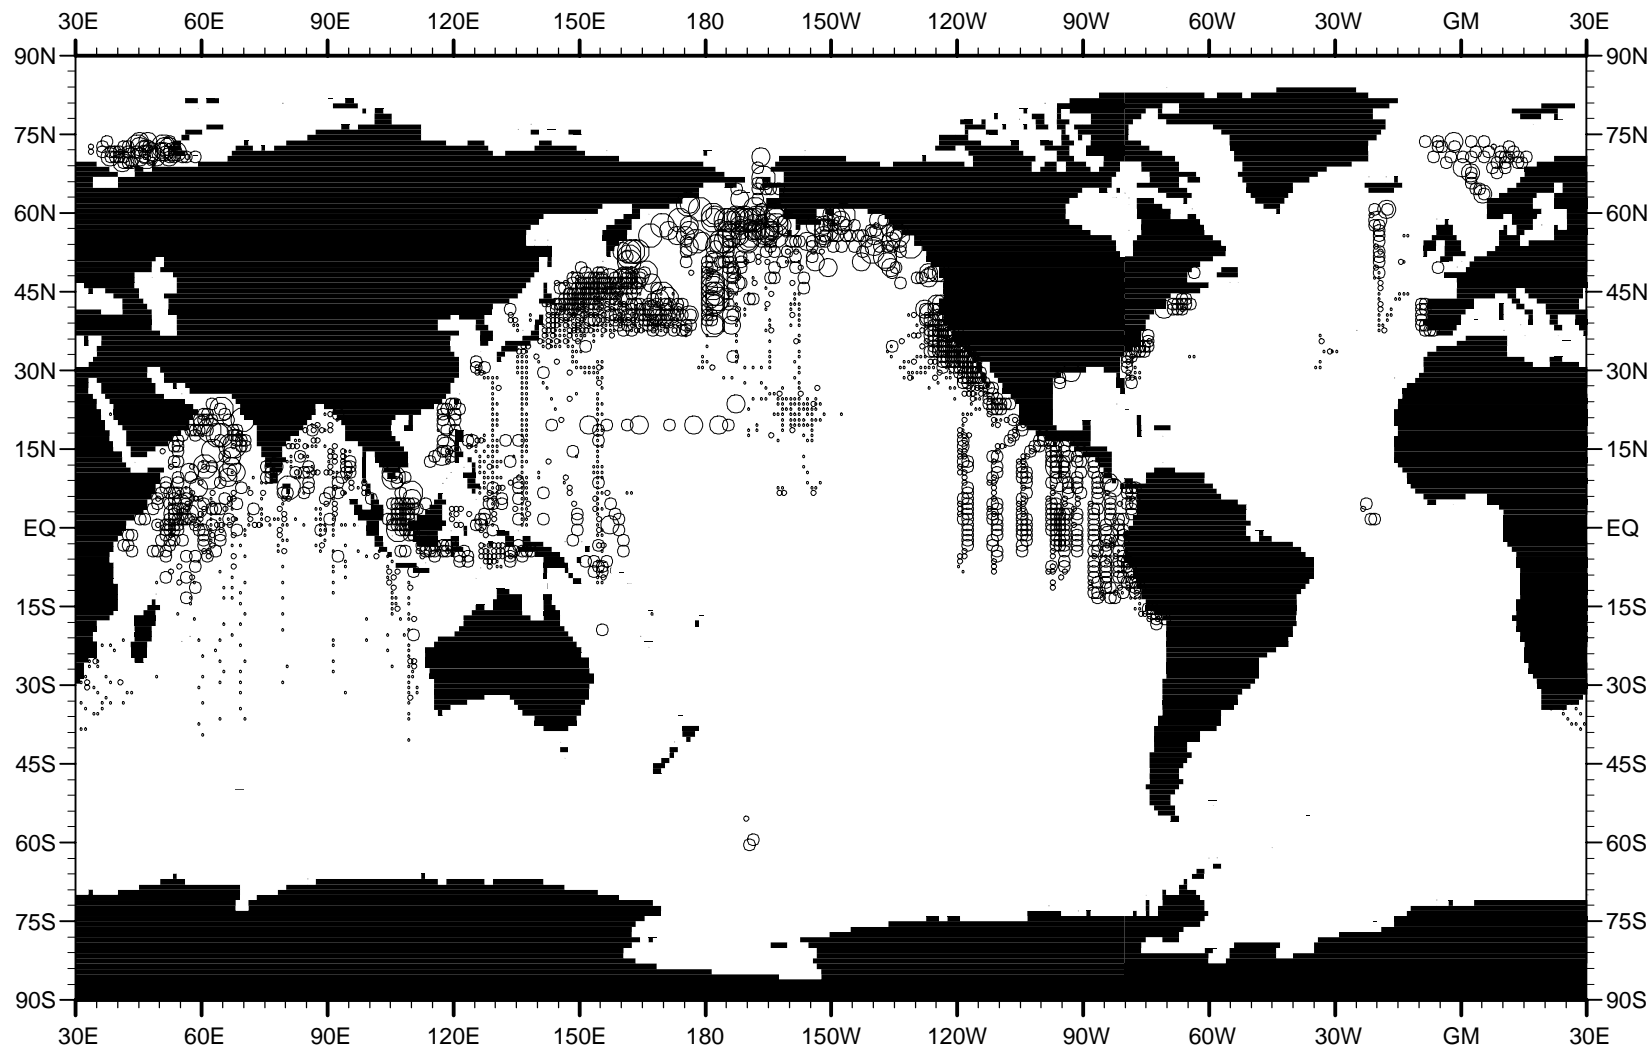 30E 60E 90E 120E 150E 180 150W 120W 90W 60W 30W GM 30E
90N 90N
75N 75N
60N 60N
45N 45N
30N 30N
15N 15N
EQ EQ
15S 15S
30S 30S
45S 45S
60S 60S
75S 75S
90S 90S
30E 60E 90E 120E 150E 180 150W 120W 90W 60W 30W GM 30E